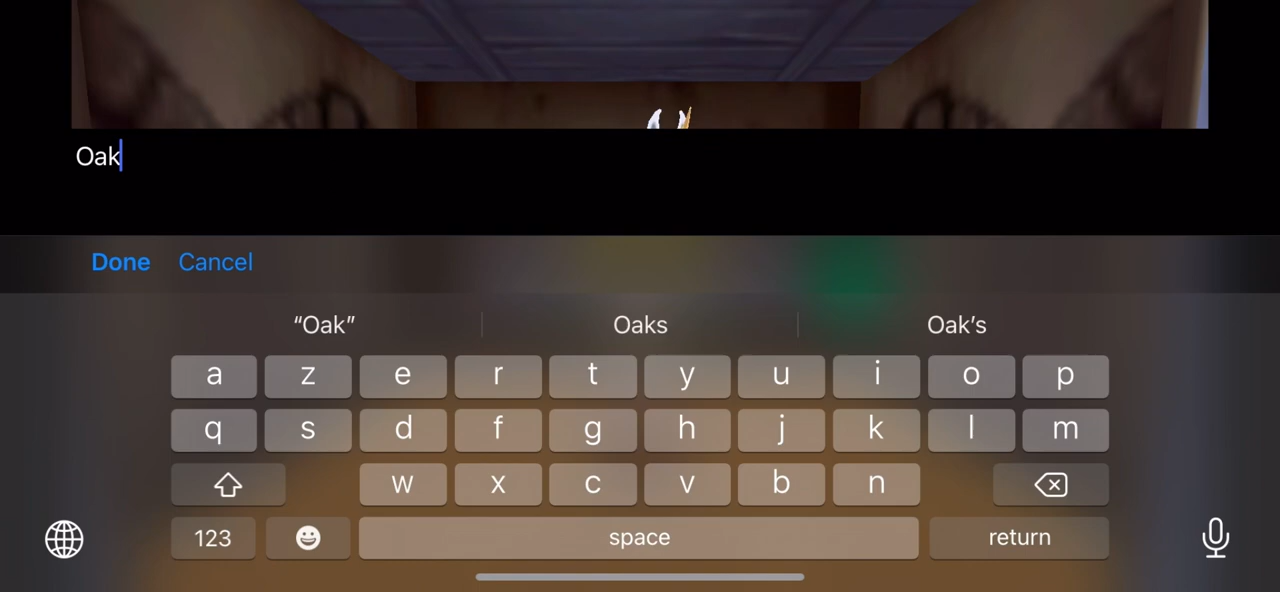 Oak
Done Cancel
“Oak” Oaks Oak’s
a z e r t y u i o p
q s d f g h j k l m
w x c v b n
123 space return